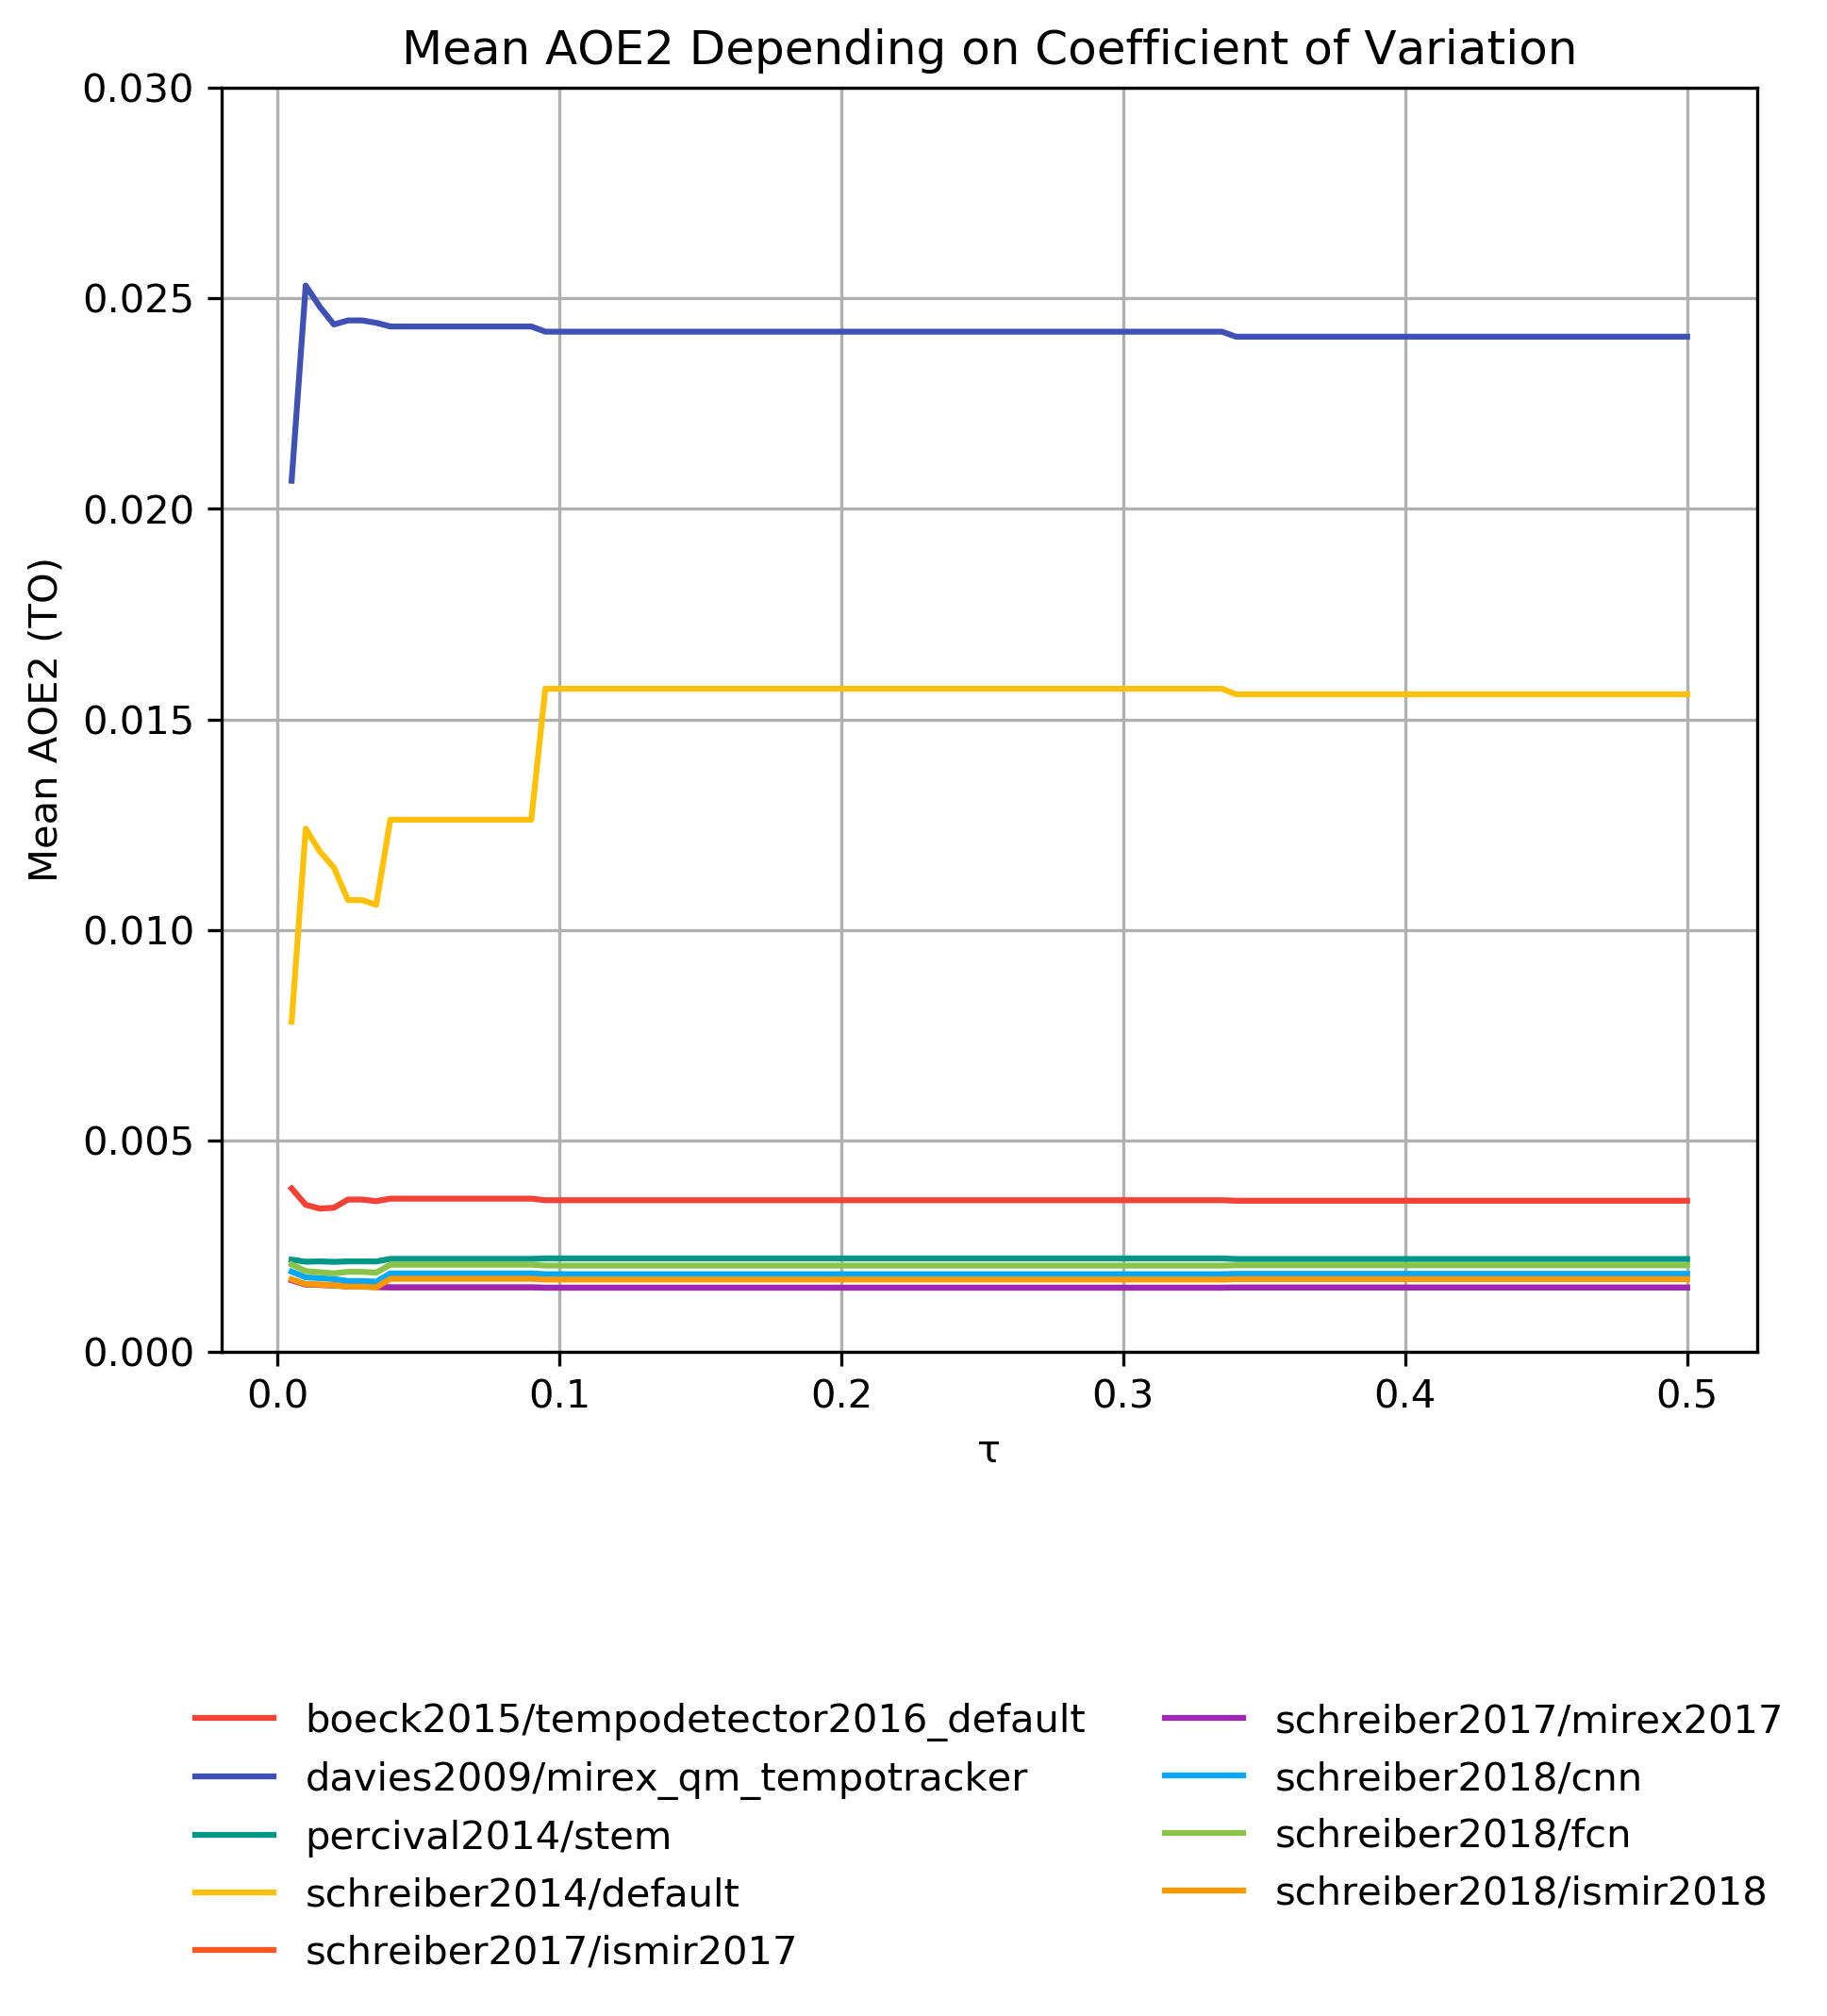 Mean AOE2 Depending on Coefficient of Variation
0.030
0.025
0.020
0.015
0.010
0.005
0.000
Mean AOE2 (TO)
0.0 0.1 0.2 0.3 0.4 0.5
τ
boeck2015/tempodetector2016_default
davies2009/mirex_qm_tempotracker
percival2014/stem
schreiber2014/default
schreiber2017/ismir2017
schreiber2017/mirex2017
schreiber2018/cnn
schreiber2018/fcn
schreiber2018/ismir2018